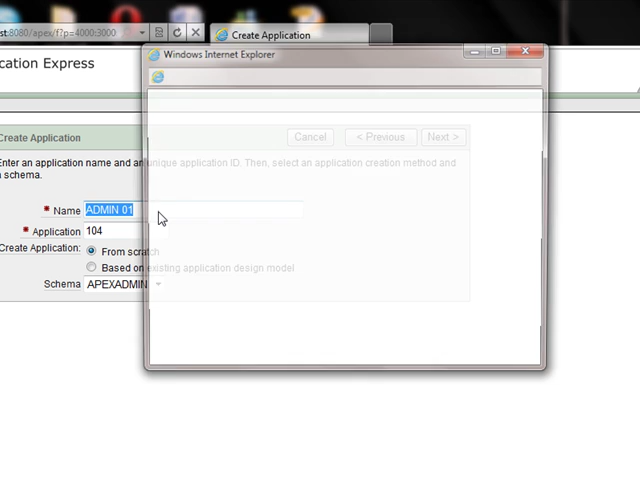 st:8080/apex/f?p=4000:3000
Create Application
Windows Internet Explorer
cation Express
Create Application
Cancel
< Previous
Next >
Enter an application name and an unique application ID. Then, select an application creation method and
a schema.
* Name ADMIN 01
* Application 104
Create Application:
From scratch
Based on existing application design model
Schema APEXADMIN